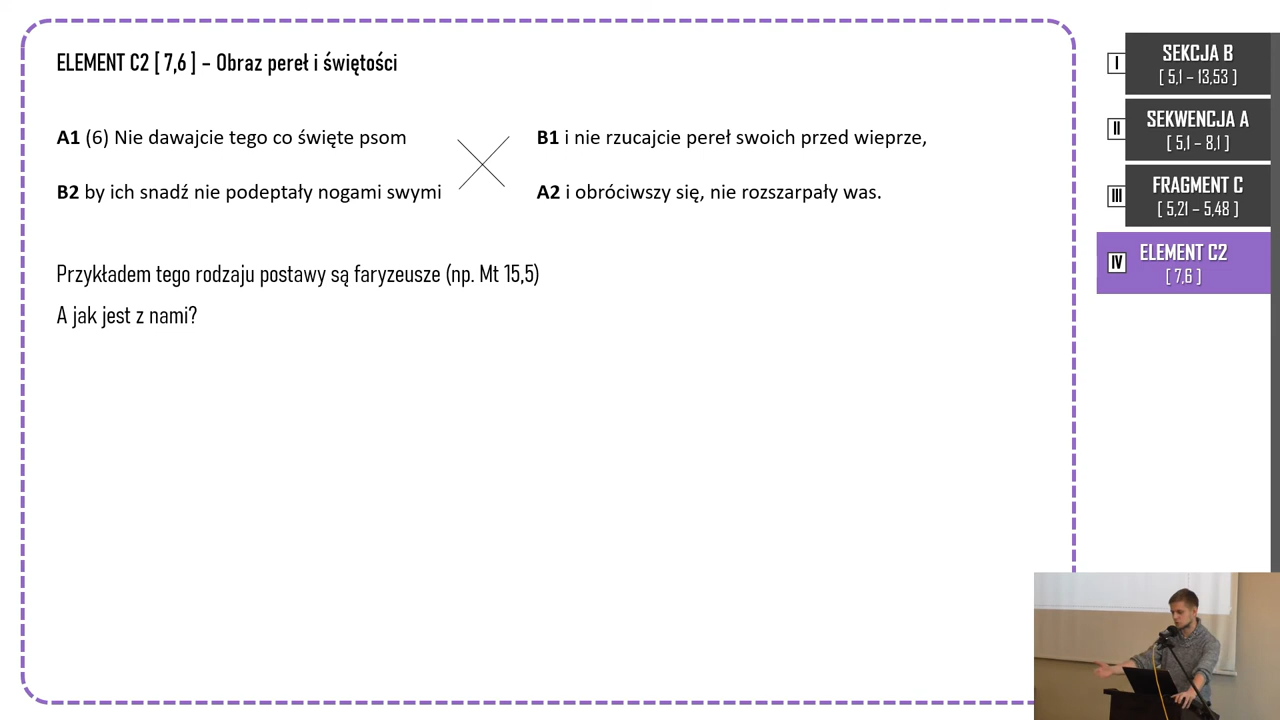 ELEMENT C2 [ 7,6 ] – Obraz pereł i świętości
A1 (6) Nie dawajcie tego co święte psom
B1 i nie rzucajcie pereł swoich przed wieprze,
B2 by ich snadź nie podeptały nogami swymi
A2 i obróciwszy się, nie rozszarpały was.
Przykładem tego rodzaju postawy są faryzeusze (np. Mt 15,5)
A jak jest z nami?
I
SEKCJA B
[ 5,1 – 13,53 ]
II
SEKWENCJA A
[ 5,1 – 8,1 ]
III
FRAGMENT C
[ 5,21 – 5,48 ]
IV
ELEMENT C2
[ 7,6 ]